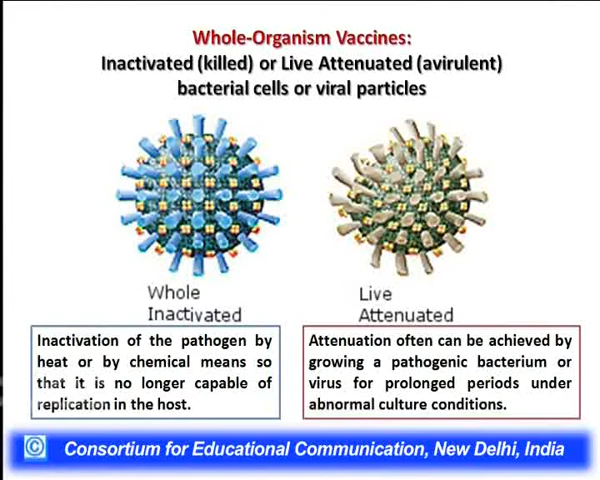 Whole-Organism Vaccines:
Inactivated (killed) or Live Attenuated (avirulent)
bacterial cells or viral particles
Whole
Inactivated
Live
Attenuated
Inactivation of the pathogen by
heat or by chemical means so
that it is no longer capable of
replication in the host.
Attenuation often can be achieved by
growing a pathogenic bacterium or
virus for prolonged periods under
abnormal culture conditions.
© Consortium for Educational Communication, New Delhi, India